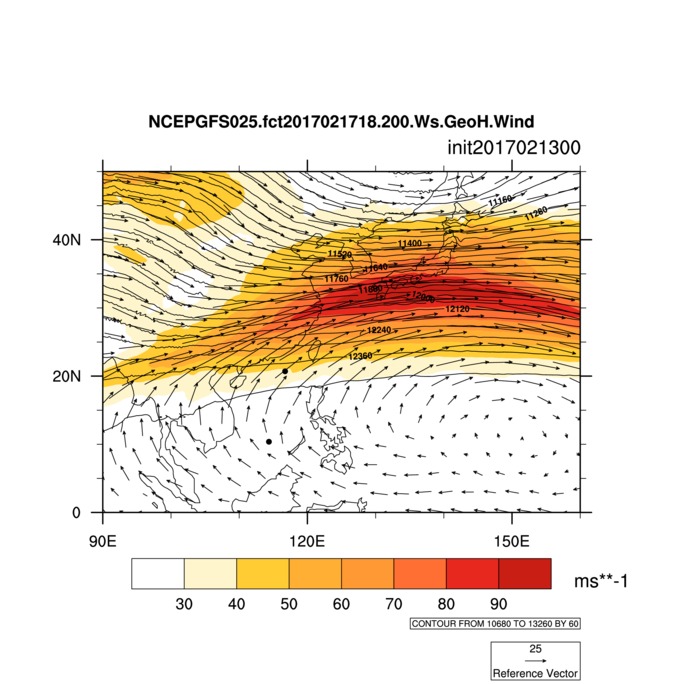 NCEPGFS025.fct2017021718.200.Ws.GeoH.Wind
init2017021300
11160
11280
40N
11400
11520
11640
11760
11880
12000
12120
12240
12360
20N
0
90E 120E 150E
ms**-1
30 40 50 60 70 80 90
CONTOUR FROM 10680 TO 13260 BY 60
25
Reference Vector